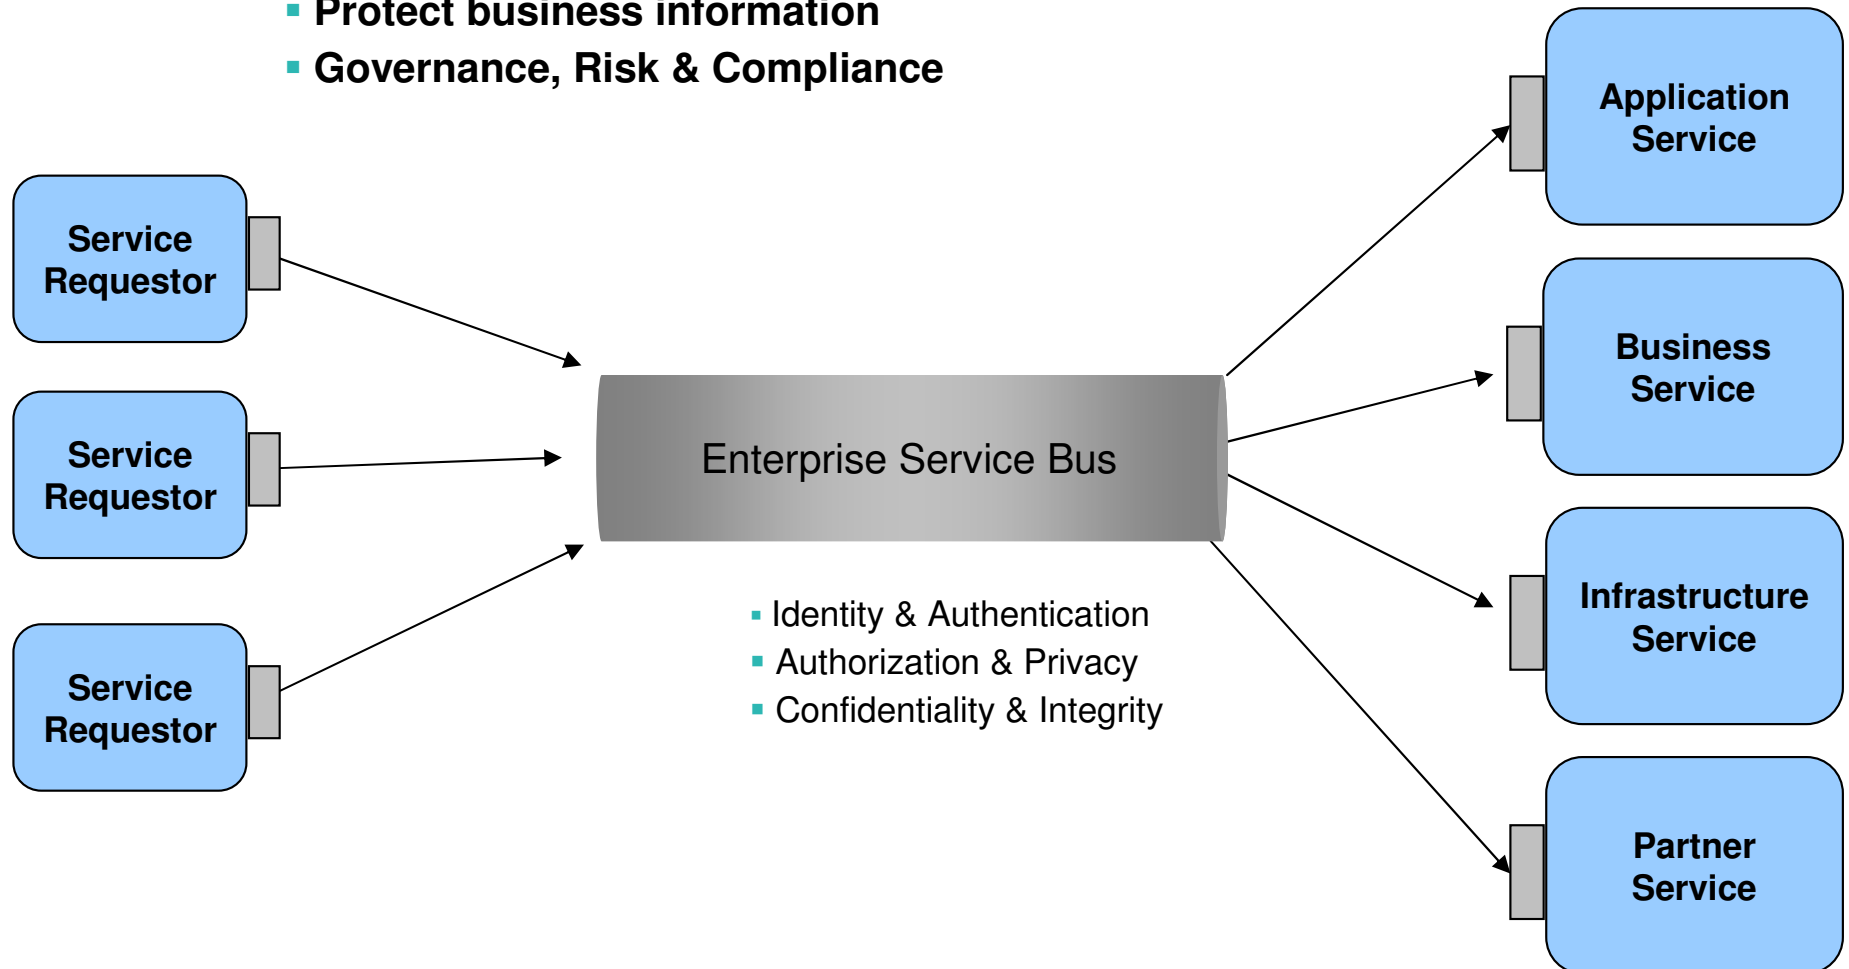 Protect business information
Governance, Risk & Compliance
Application
Service
Service
Requestor
Business
Service
Service
Requestor
Enterprise Service Bus
Infrastructure
Service
Identity & Authentication
Authorization & Privacy
Confidentiality & Integrity
Service
Requestor
Partner
Service